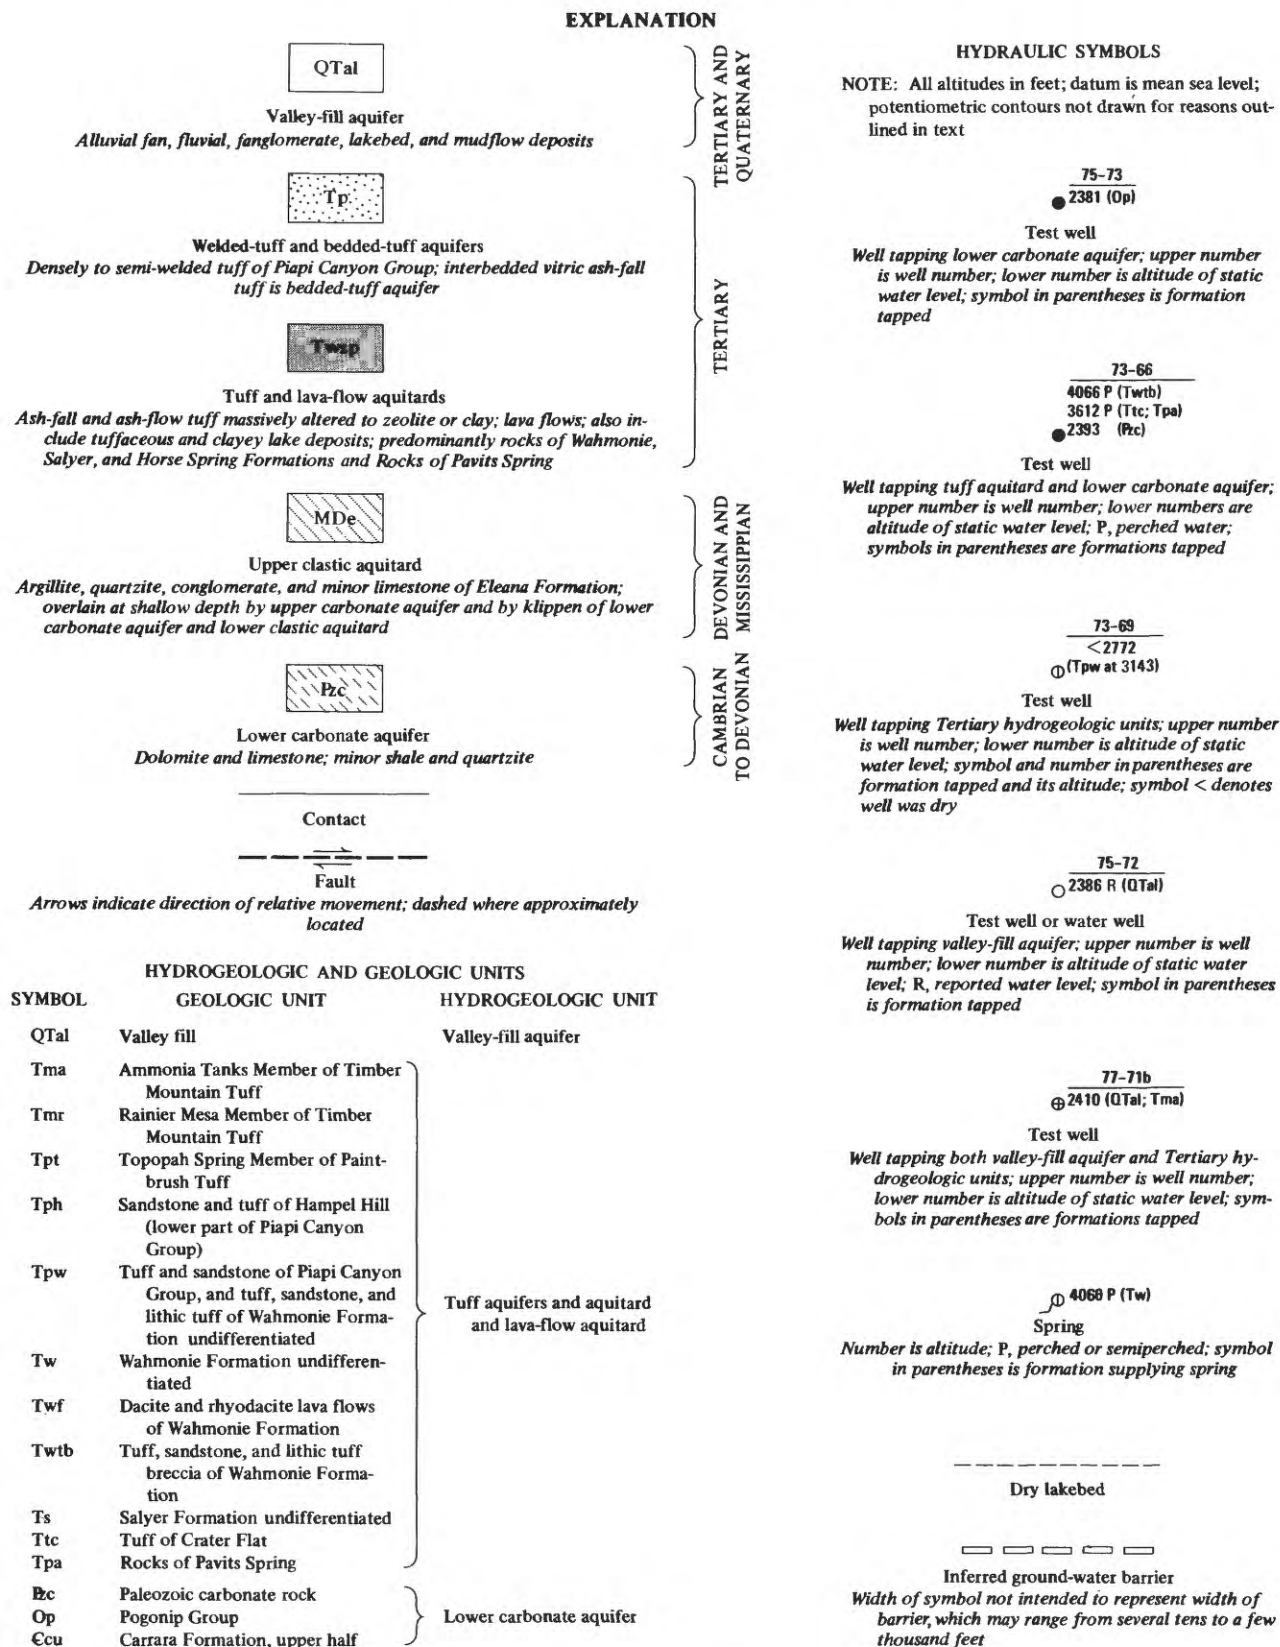 EXPLANATION
QTal
Valley-fill aquifer
Alluvial fan, fluvial, fanglomerate, lakebed, and mudflow deposits
TERTIARY AND
QUATERNARY
Tp
Welded-tuff and bedded-tuff aquifers
Densely to semi-welded tuff of Piapi Canyon Group; interbedded vitric ash-fall
tuff is bedded-tuff aquifer
Twsp
Tuff and lava-flow aquitards
Ash-fall and ash-flow tuff massively altered to zeolite or clay; lava flows; also in-
clude tuffaceous and clayey lake deposits; predominantly rocks of Wahmonie,
Salyer, and Horse Spring Formations and Rocks of Pavits Spring
TERTIARY
MDe
Upper clastic aquitard
Argillite, quartzite, conglomerate, and minor limestone of Eleana Formation;
overlain at shallow depth by upper carbonate aquifer and by klippen of lower
carbonate aquifer and lower clastic aquitard
DEVONIAN AND
MISSISSIPPIAN
Pzc
Lower carbonate aquifer
Dolomite and limestone; minor shale and quartzite
CAMBRIAN
TO DEVONIAN
Contact
Fault
Arrows indicate direction of relative movement; dashed where approximately
located
HYDROGEOLOGIC AND GEOLOGIC UNITS
SYMBOL GEOLOGIC UNIT HYDROGEOLOGIC UNIT
QTal Valley fill Valley-fill aquifer
Tma Ammonia Tanks Member of Timber
Mountain Tuff
Tmr Rainier Mesa Member of Timber
Mountain Tuff
Tpt Topopah Spring Member of Paint-
brush Tuff
Tph Sandstone and tuff of Hampel Hill
(lower part of Piapi Canyon
Group)
Tpw Tuff and sandstone of Piapi Canyon
Group, and tuff, sandstone, and
lithic tuff of Wahmonie Forma-
tion undifferentiated
Tw Wahmonie Formation undifferen-
tiated
Twf Dacite and rhyodacite lava flows
of Wahmonie Formation
Twtb Tuff, sandstone, and lithic tuff
breccia of Wahmonie Forma-
tion
Ts Salyer Formation undifferentiated
Ttc Tuff of Crater Flat
Tpa Rocks of Pavits Spring
Tuff aquifers and aquitard
and lava-flow aquitard
Pzc Paleozoic carbonate rock
Op Pogonip Group
Єcu Carrara Formation, upper half
Lower carbonate aquifer
HYDRAULIC SYMBOLS
NOTE: All altitudes in feet; datum is mean sea level;
potentiometric contours not drawn for reasons out-
lined in text
75-73
2381 (Op)
Test well
Well tapping lower carbonate aquifer; upper number
is well number; lower number is altitude of static
water level; symbol in parentheses is formation
tapped
73-66
4066 P (Twtb)
3612 P (Ttc; Tpa)
2393 (Pzc)
Test well
Well tapping tuff aquitard and lower carbonate aquifer;
upper number is well number; lower numbers are
altitude of static water level; P, perched water;
symbols in parentheses are formations tapped
73-69
<2772
(Tpw at 3143)
Test well
Well tapping Tertiary hydrogeologic units; upper number
is well number; lower number is altitude of static
water level; symbol and number in parentheses are
formation tapped and its altitude; symbol < denotes
well was dry
75-72
2386 R (QTal)
Test well or water well
Well tapping valley-fill aquifer; upper number is well
number; lower number is altitude of static water
level; R, reported water level; symbol in parentheses
is formation tapped
77-71b
2410 (QTal; Tma)
Test well
Well tapping both valley-fill aquifer and Tertiary hy-
drogeologic units; upper number is well number;
lower number is altitude of static water level; sym-
bols in parentheses are formations tapped
4068 P (Tw)
Spring
Number is altitude; P, perched or semiperched; symbol
in parentheses is formation supplying spring
Dry lakebed
Inferred ground-water barrier
Width of symbol not intended to represent width of
barrier, which may range from several tens to a few
thousand feet